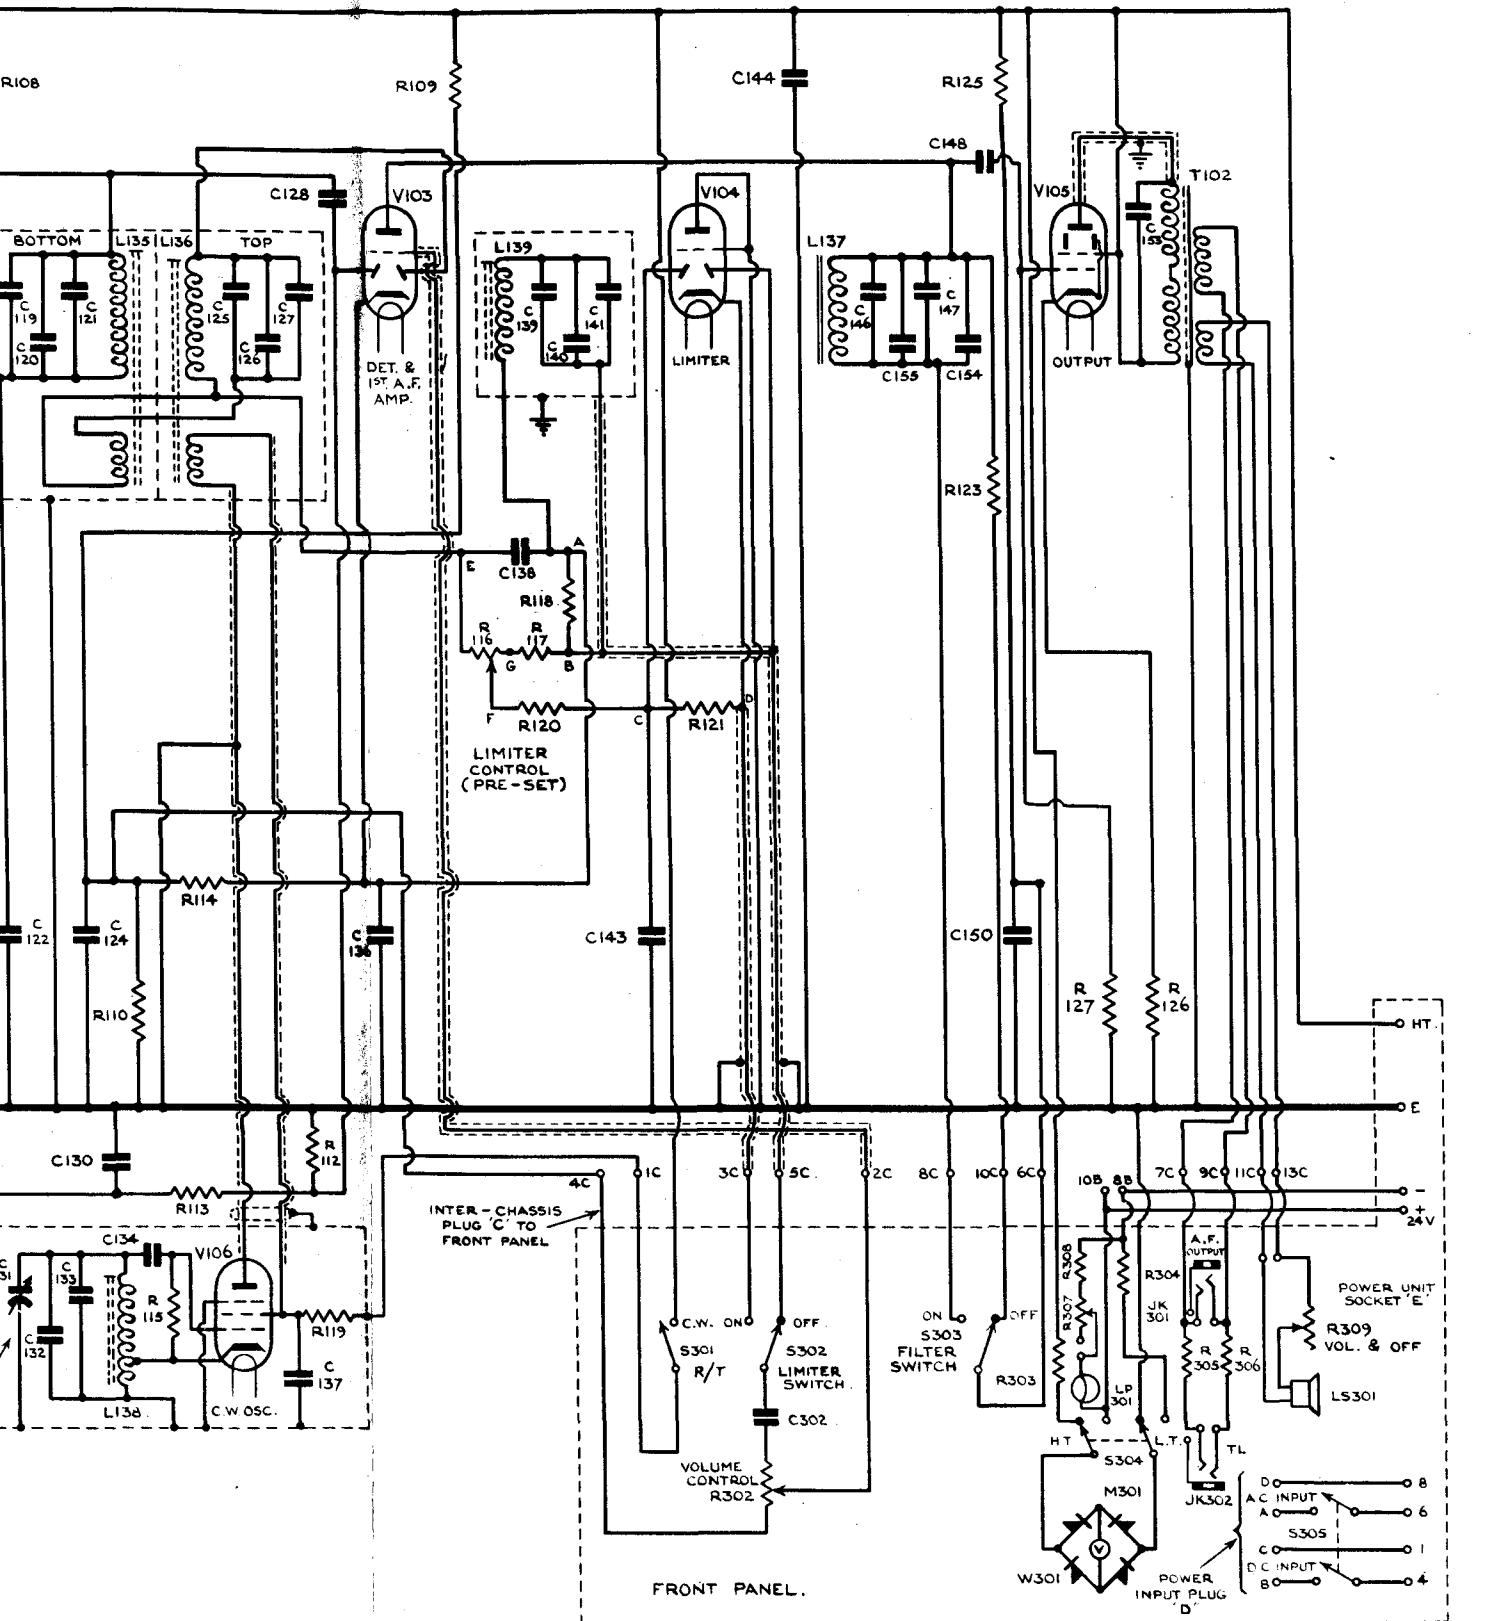 R108
R109
C144
R125
C148
C128
V103
V104
V105
T102
C
153
BOTTOM
L135
L136
TOP
L139
L137
C
119
C
120
C
121
C
125
C
126
C
127
C
139
C
140
C
141
C
146
C
147
C155
C154
DET. &
1ST A.F.
AMP.
LIMITER
OUTPUT
R123
A
E
C138
R118
R
116
R
117
G
B
F
R120
C
R121
D
LIMITER
CONTROL
(PRE-SET)
R114
C
122
C
124
C
136
C143
C150
R110
R
127
R
126
HT.
E
C130
R
112
R113
4C
1C
3C
5C
2C
8C
10C
6C
10B
8B
7C
9C
11C
13C
-
+
24V
INTER-CHASSIS
PLUG 'C' TO
FRONT PANEL
C134
V106
C
133
C
132
R
115
R119
C
137
L138.
C.W. OSC.
C.W.
ON
OFF
S301
R/T
S302
LIMITER
SWITCH.
C302
VOLUME
CONTROL
R302
ON
OFF
S303
FILTER
SWITCH
R303
R308
R307
R304
A.F.
OUTPUT
JK
301
R
305
R
306
LP
301
H.T.
L.T.
S304
TL
JK302
M301
V
W301
POWER UNIT
SOCKET 'E'
R309
VOL. & OFF
LS301
D
8
A C INPUT
A
6
S305
C
1
D C INPUT
B
4
POWER
INPUT PLUG
'D'
FRONT PANEL.